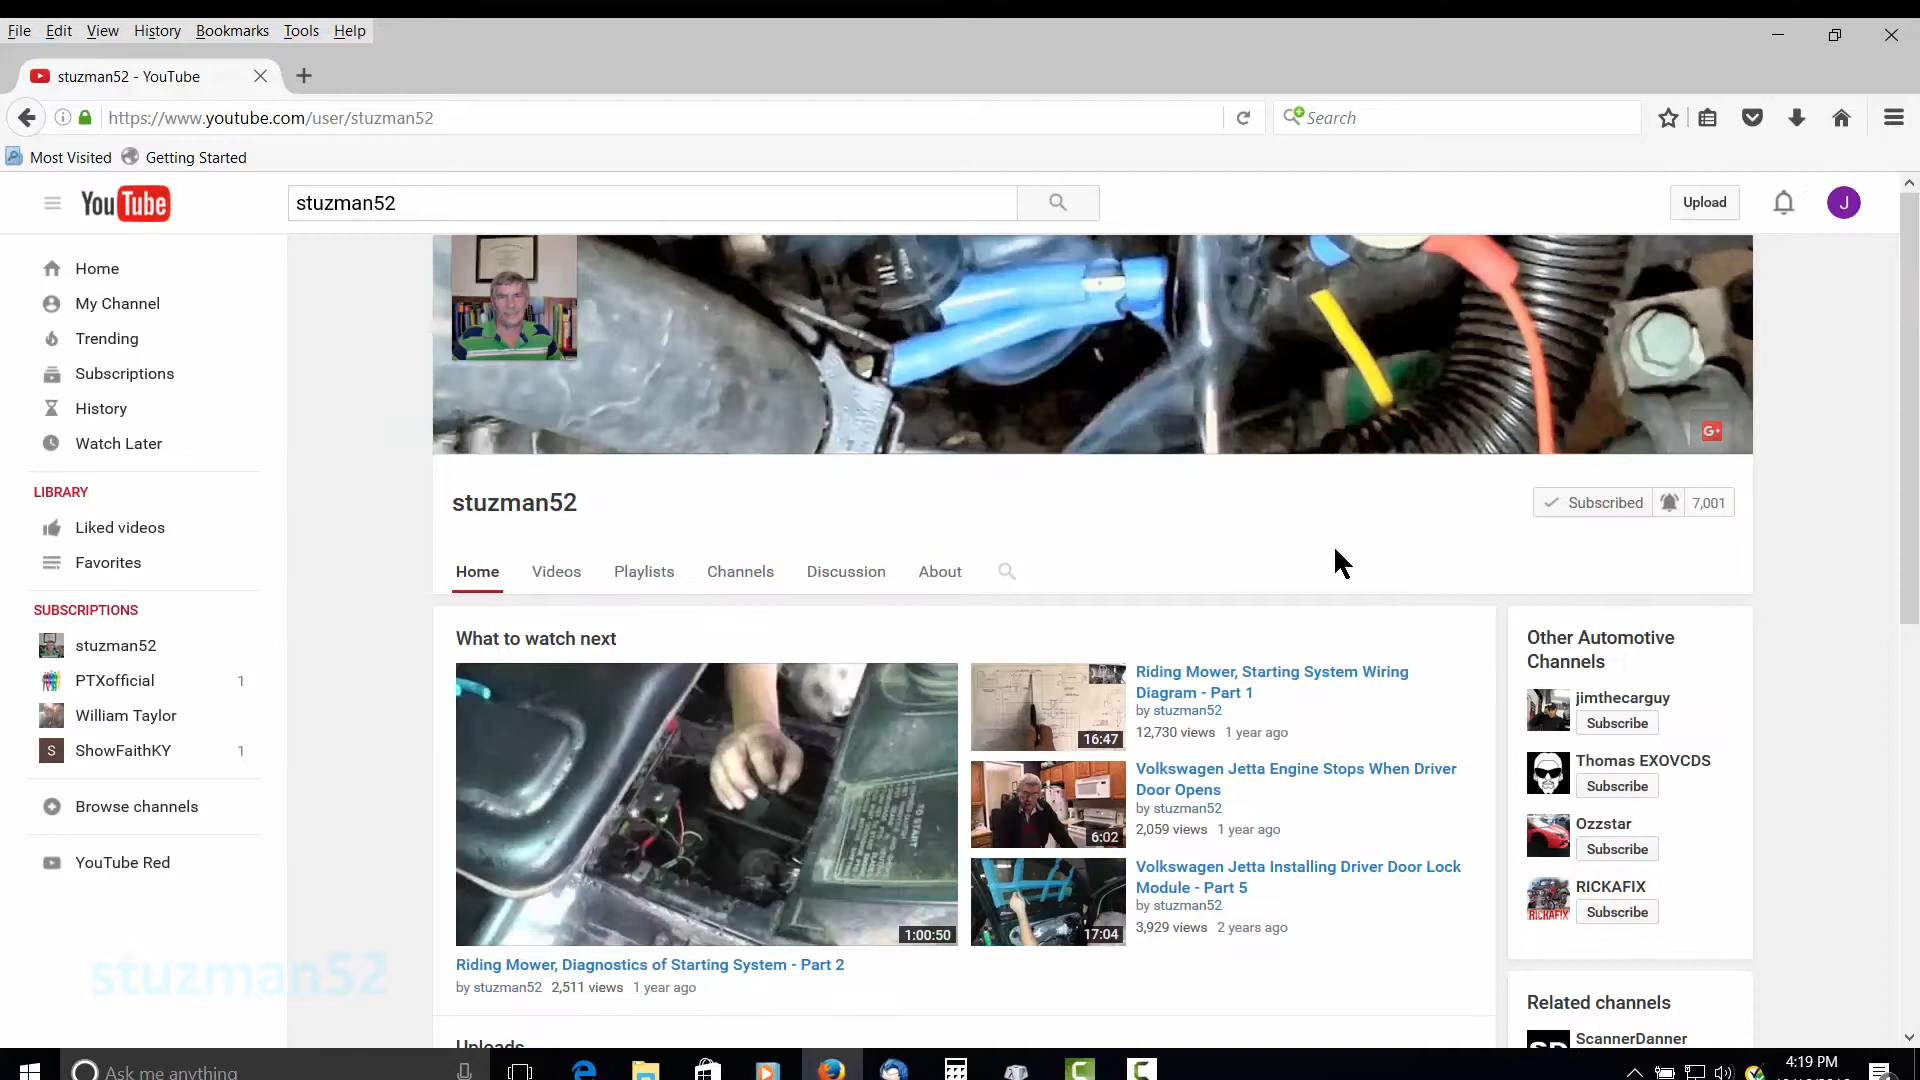 File Edit View History Bookmarks Tools Help
stuzman52 - YouTube
https://www.youtube.com/user/stuzman52
Search
Most Visited Getting Started
YouTube
stuzman52
Upload
J
Home
My Channel
Trending
Subscriptions
History
Watch Later
LIBRARY
Liked videos
Favorites
SUBSCRIPTIONS
stuzman52
PTXofficial 1
William Taylor
S ShowFaithKY 1
Browse channels
YouTube Red
stuzman52
G+
stuzman52
Subscribed 7,001
Home Videos Playlists Channels Discussion About
What to watch next
TO START
1:00:50
Riding Mower, Diagnostics of Starting System - Part 2
by stuzman52 2,511 views 1 year ago
16:47
Riding Mower, Starting System Wiring
Diagram - Part 1
by stuzman52
12,730 views 1 year ago
6:02
Volkswagen Jetta Engine Stops When Driver
Door Opens
by stuzman52
2,059 views 1 year ago
17:04
Volkswagen Jetta Installing Driver Door Lock
Module - Part 5
by stuzman52
3,929 views 2 years ago
Uploads
Other Automotive
Channels
jimthecarguy
Subscribe
Thomas EXOVCDS
Subscribe
Ozzstar
Subscribe
RICKAFIX
RICKAFIX
Subscribe
Related channels
ScannerDanner
Ask me anything
4:19 PM